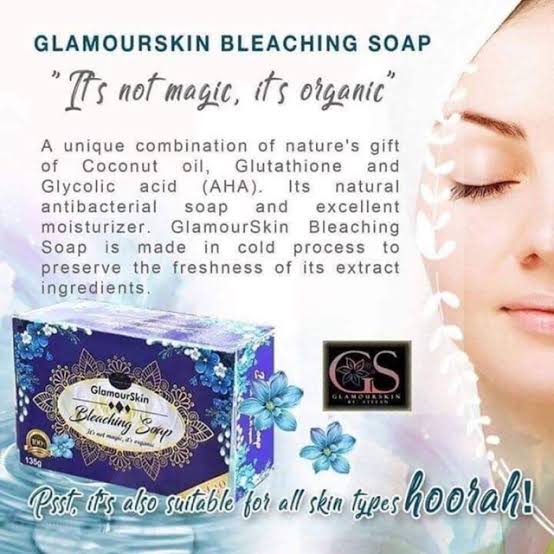 GLAMOURSKIN BLEACHING SOAP
"It's not magic, it's organic"
A unique combination of nature's gift
of Coconut oil, Glutathione and
Glycolic acid (AHA). Its natural
antibacterial soap and excellent
moisturizer. GlamourSkin Bleaching
Soap is made in cold process to
preserve the freshness of its extract
ingredients.
GlamourSkin
Bleaching Soap
It's not magic, it's organic
135g
GS
GLAMOURSKIN
Psst, it's also suitable for all skin types hoorah!